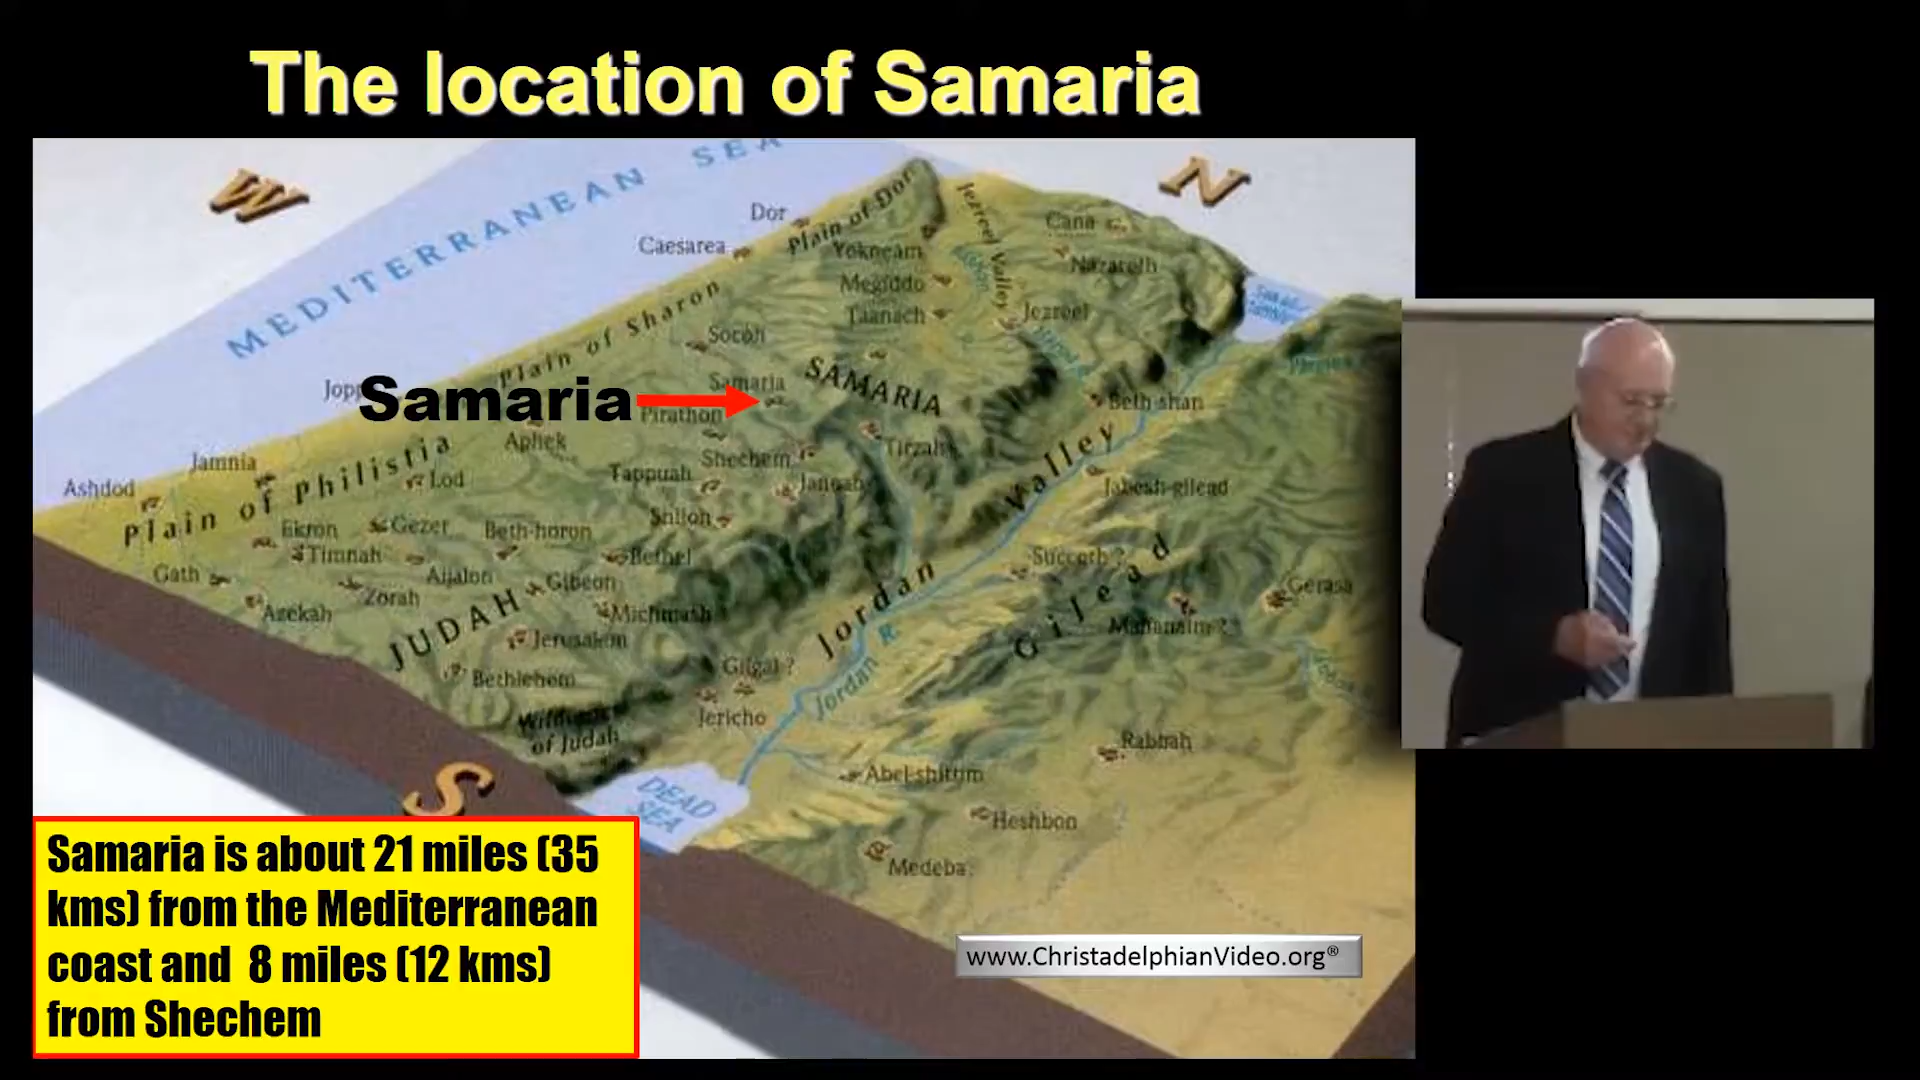 The location of Samaria
W
N
MEDITERRANEAN SEA
Dor
Plain of Dor
Jezreel Valley
Cana
Caesarea
Yokneam
Nazareth
Megiddo
Plain of Sharon
Taanach
Jezreel
Socoh
Samaria
SAMARIA
Samaria
Pirathon
Beth-shan
Aphek
Tirzah
Jamnia
Shechem
Tappuah
Janoah
Jabesh-gilead
Ashdod
Lod
Plain of Philistia
Shiloh
Jordan Valley
Ekron
Gezer
Beth-horon
Timnah
Bethel
Succoth ?
Gath
Aijalon
Gibeon
Gerasa
Zorah
Azekah
Michmash
Gilead
Mahanaim ?
JUDAH
Jerusalem
Jordan R.
Gilgal ?
Bethlehem
Jericho
Wilderness
of Judah
Rabbah
Abel-shittim
S
DEAD
SEA
Heshbon
Medeba
Samaria is about 21 miles (35
kms) from the Mediterranean
coast and 8 miles (12 kms)
from Shechem
www.ChristadelphianVideo.org®